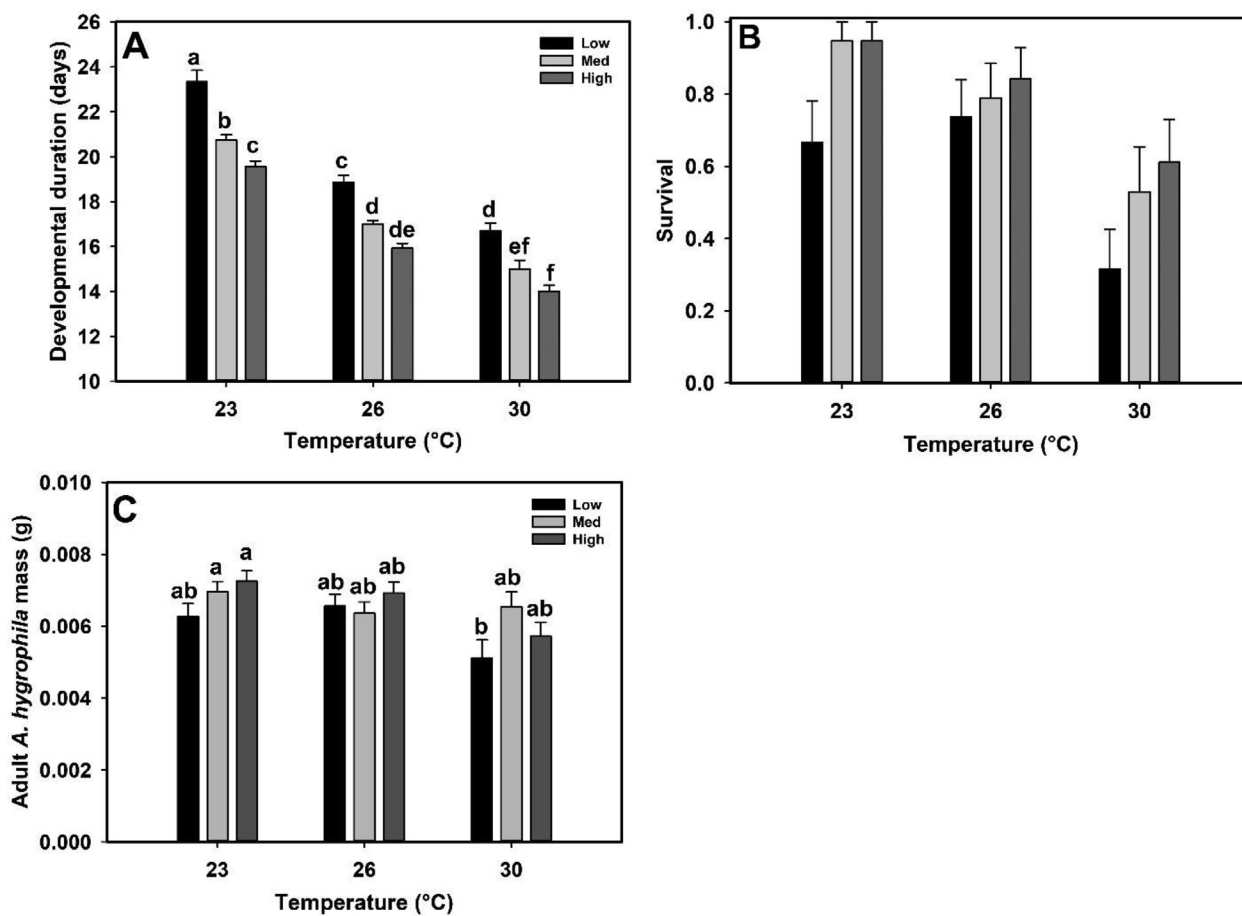 A
Developmental duration (days)
26
24
22
20
18
16
14
12
10
a
b
c
c
d
de
d
ef
f
Low
Med
High
23
26
30
Temperature (°C)
B
Survival
1.0
0.8
0.6
0.4
0.2
0.0
23
26
30
Temperature (°C)
C
Adult A. hygrophila mass (g)
0.010
0.008
0.006
0.004
0.002
0.000
ab
a
a
ab
ab
ab
b
ab
ab
Low
Med
High
23
26
30
Temperature (°C)